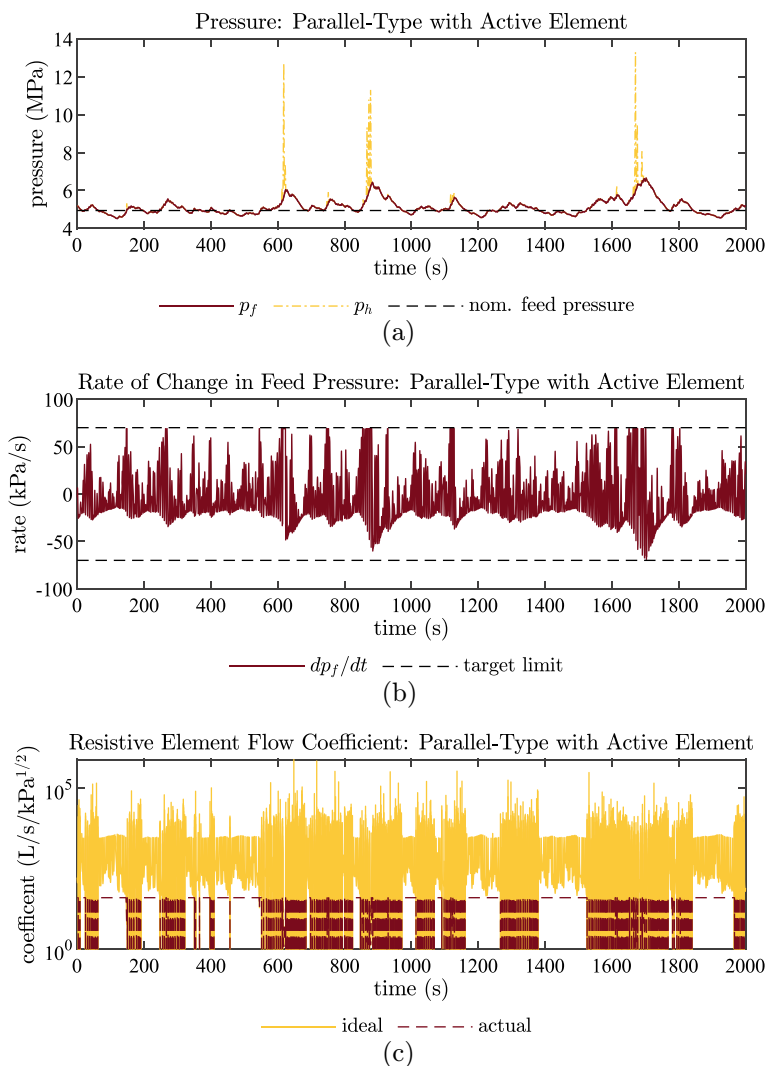 Pressure: Parallel-Type with Active Element
14
12
10
8
6
4
pressure (MPa)
0 200 400 600 800 1000 1200 1400 1600 1800 2000
time (s)
p_f p_h nom. feed pressure
(a)
Rate of Change in Feed Pressure: Parallel-Type with Active Element
100
50
0
-50
-100
rate (kPa/s)
0 200 400 600 800 1000 1200 1400 1600 1800 2000
time (s)
dp_f/dt target limit
(b)
Resistive Element Flow Coefficient: Parallel-Type with Active Element
10^5
10^0
coefficent (L/s/kPa^{1/2})
0 200 400 600 800 1000 1200 1400 1600 1800 2000
time (s)
ideal actual
(c)